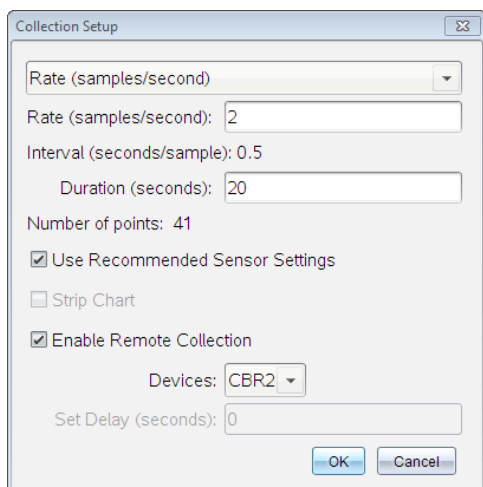 Collection Setup
Rate (samples/second)
Rate (samples/second): 2
Interval (seconds/sample): 0.5
Duration (seconds): 20
Number of points: 41
Use Recommended Sensor Settings
Strip Chart
Enable Remote Collection
Devices: CBR2
Set Delay (seconds): 0
OK Cancel